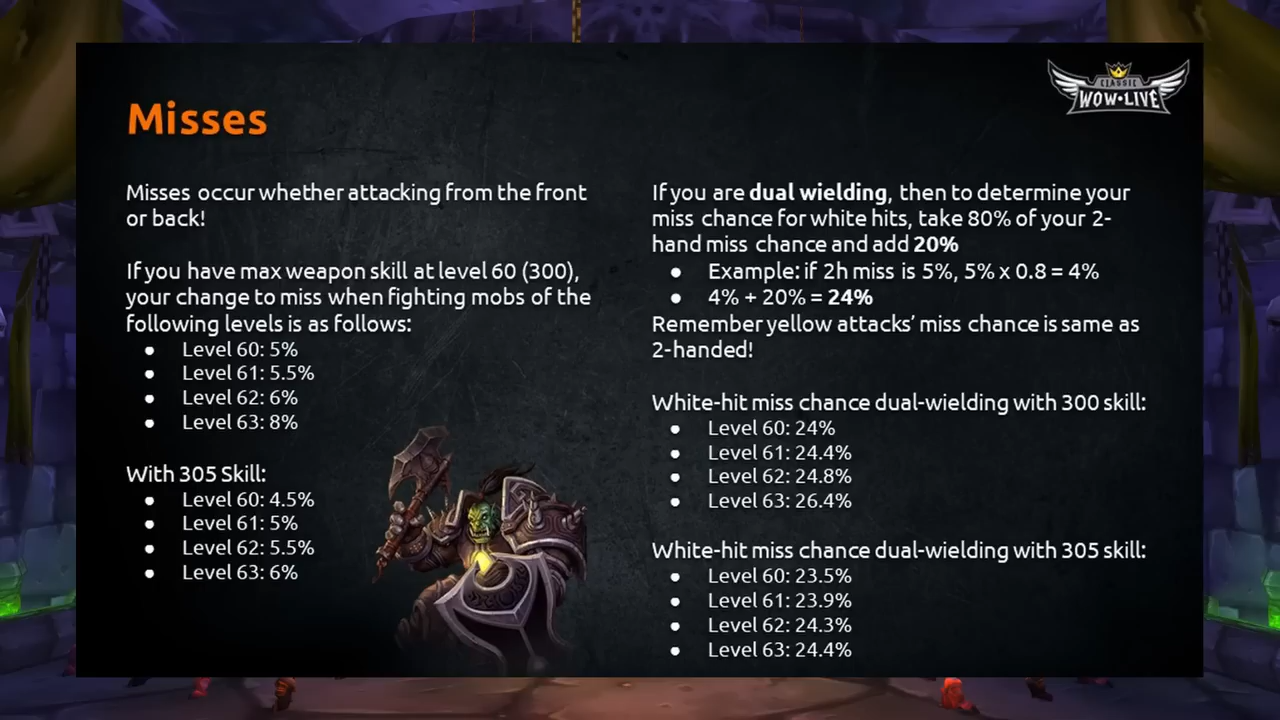 CLASSIC
WOW•LIVE
Misses
Misses occur whether attacking from the front
or back!
If you have max weapon skill at level 60 (300),
your change to miss when fighting mobs of the
following levels is as follows:
● Level 60: 5%
● Level 61: 5.5%
● Level 62: 6%
● Level 63: 8%
With 305 Skill:
● Level 60: 4.5%
● Level 61: 5%
● Level 62: 5.5%
● Level 63: 6%
If you are dual wielding, then to determine your
miss chance for white hits, take 80% of your 2-
hand miss chance and add 20%
● Example: if 2h miss is 5%, 5% x 0.8 = 4%
● 4% + 20% = 24%
Remember yellow attacks’ miss chance is same as
2-handed!
White-hit miss chance dual-wielding with 300 skill:
● Level 60: 24%
● Level 61: 24.4%
● Level 62: 24.8%
● Level 63: 26.4%
White-hit miss chance dual-wielding with 305 skill:
● Level 60: 23.5%
● Level 61: 23.9%
● Level 62: 24.3%
● Level 63: 24.4%